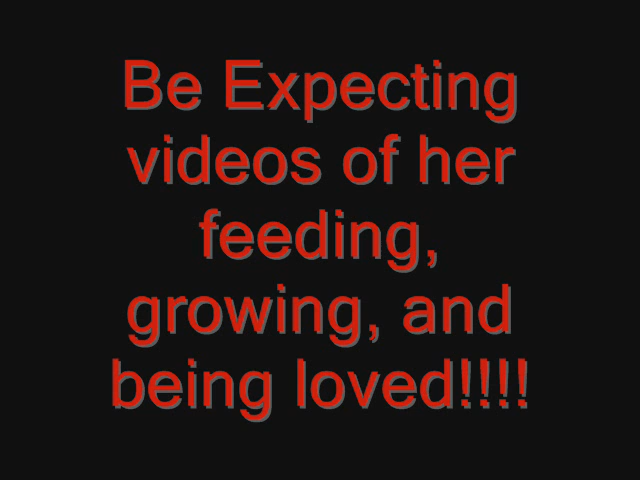 Be Expecting
videos of her
feeding,
growing, and
being loved!!!!